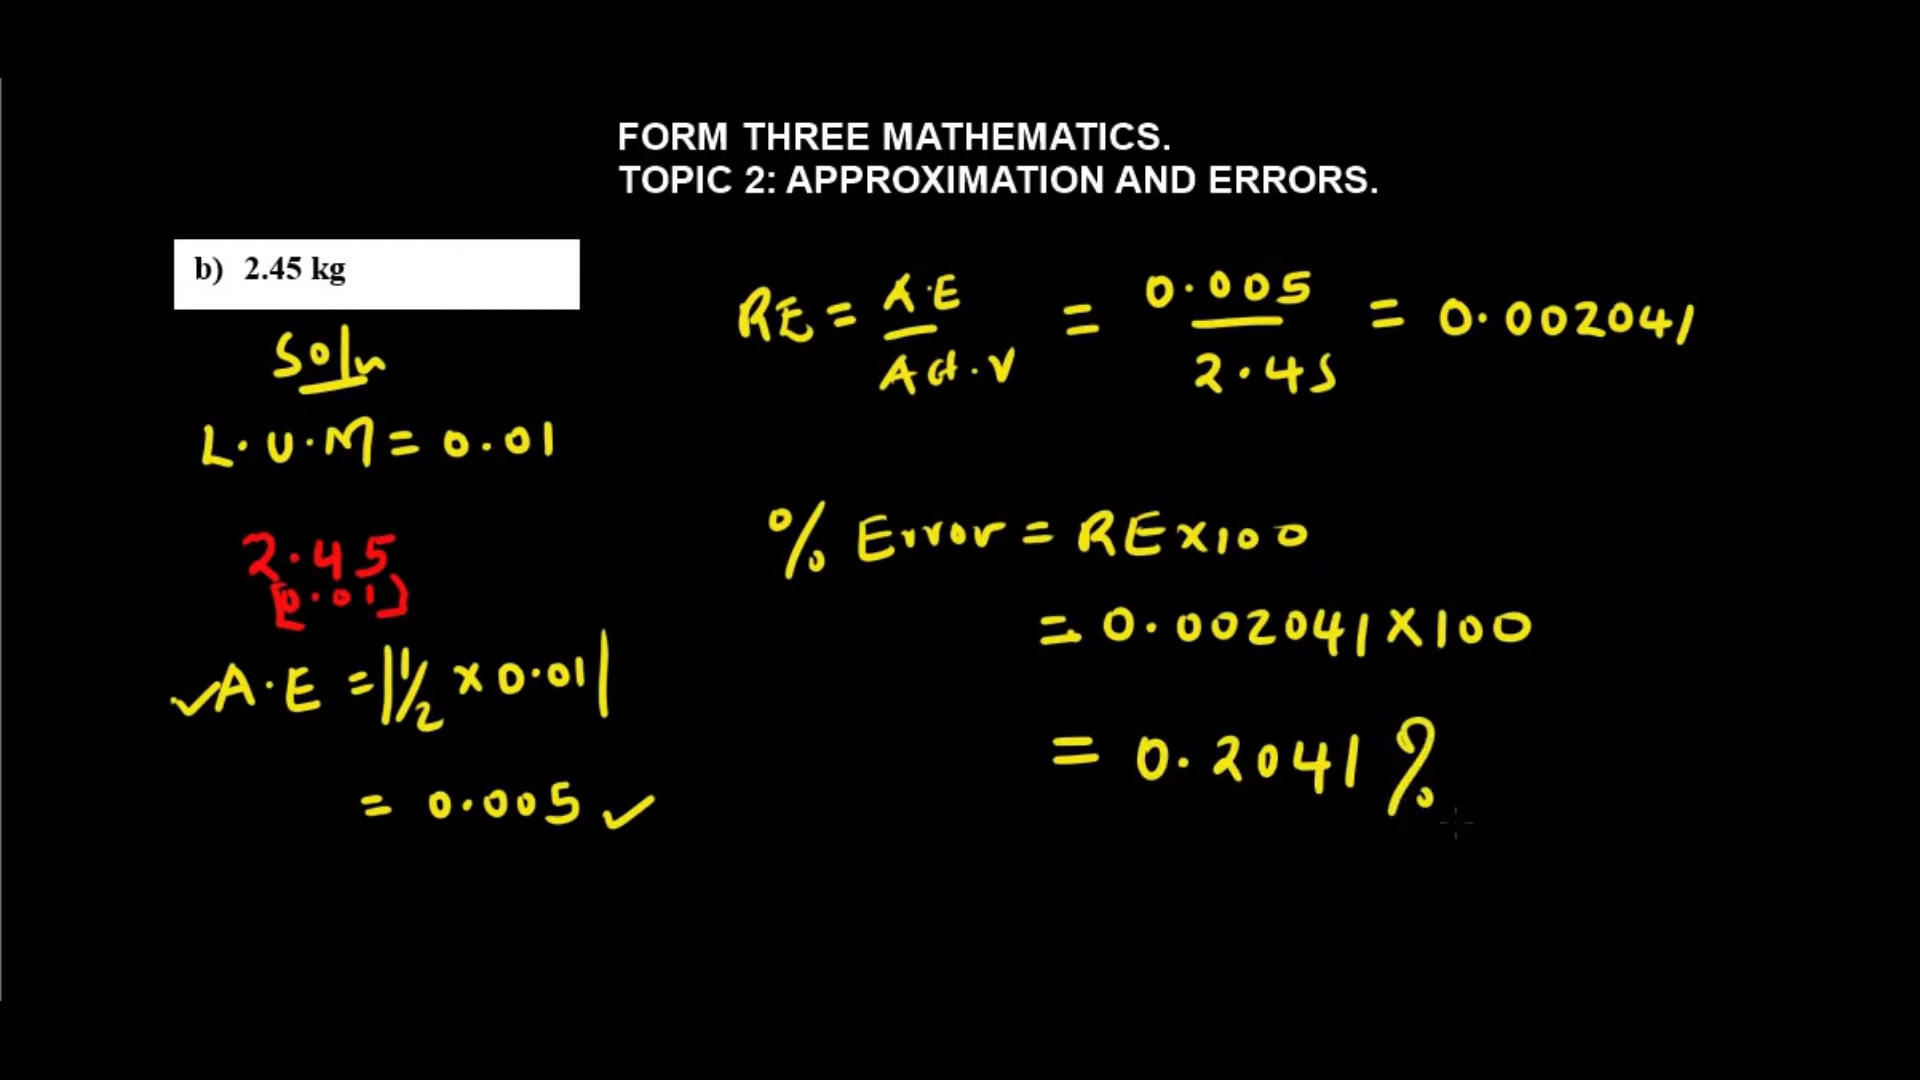 FORM THREE MATHEMATICS.
TOPIC 2: APPROXIMATION AND ERRORS.
b) 2.45 kg
Soln
L.U.M = 0.01
2.45
[0.01]
✓A.E = |1/2 x 0.01|
= 0.005 ✓
RE = A.E / Act.V = 0.005 / 2.45 = 0.002041
% Error = RE x 100
= 0.002041 x 100
= 0.2041 %